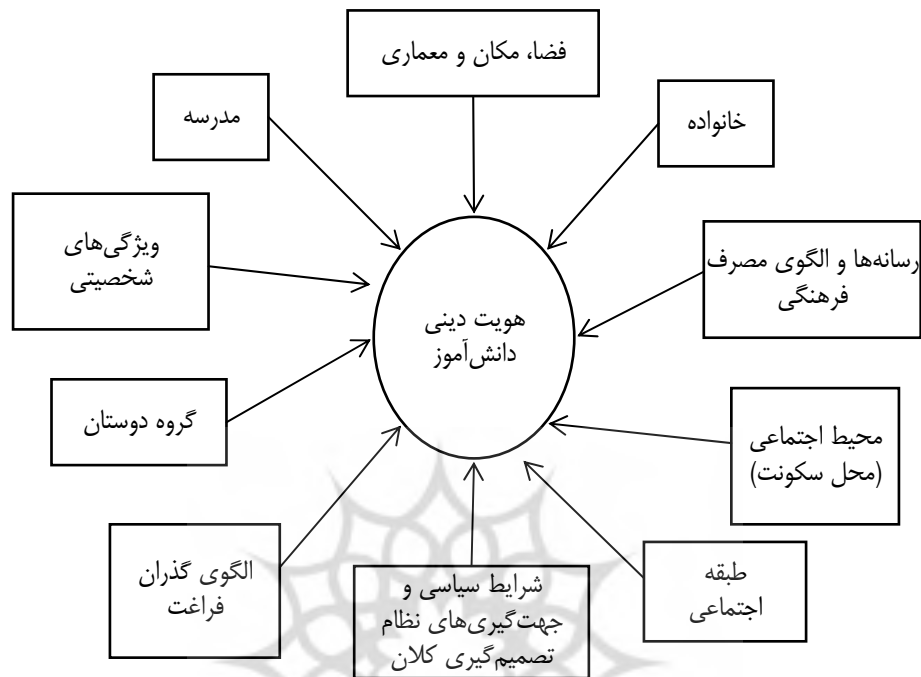 فضا، مکان و معماری
خانواده
مدرسه
رسانه‌ها و الگوی مصرف
فرهنگی
ویژگی‌های
شخصیتی
هویت دینی
دانش‌آموز
محیط اجتماعی
(محل سکونت)
گروه دوستان
طبقه
اجتماعی
شرایط سیاسی و
جهت‌گیری‌های نظام
تصمیم‌گیری کلان
الگوی گذران
فراغت